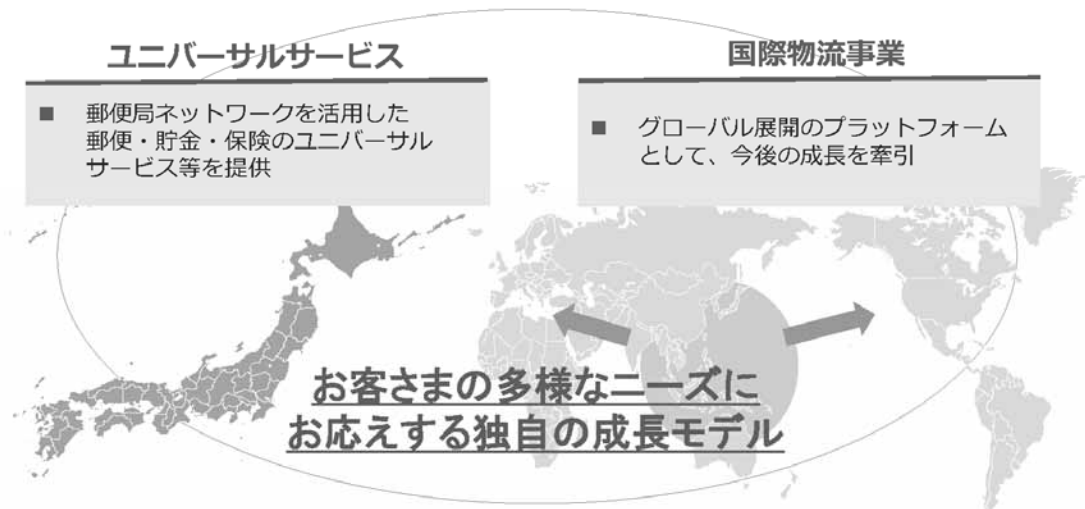 ユニバーサルサービス
■ 郵便局ネットワークを活用した
郵便・貯金・保険のユニバーサル
サービス等を提供
国際物流事業
■ グローバル展開のプラットフォーム
として、今後の成長を牽引
お客さまの多様なニーズに
お応えする独自の成長モデル